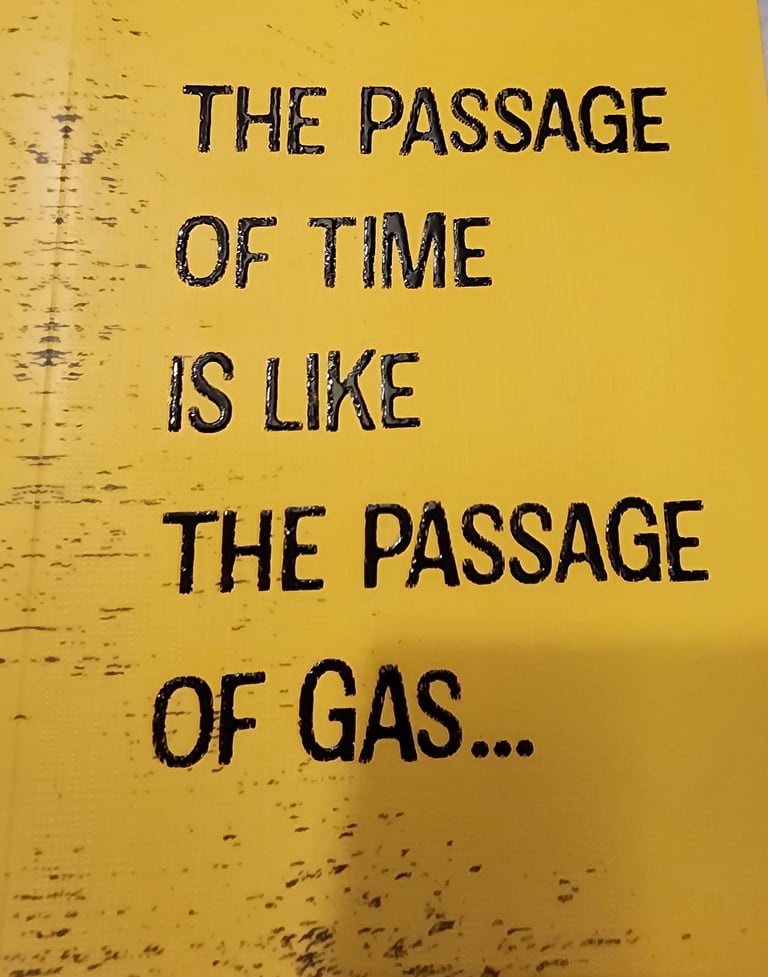 THE PASSAGE
OF TIME
IS LIKE
THE PASSAGE
OF GAS...